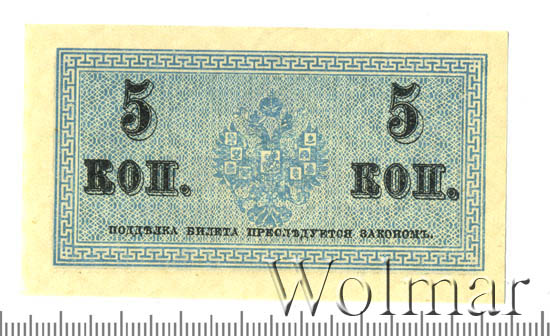 5 5
КОП. КОП.
ПОДДѢЛКА БИЛЕТА ПРЕСЛѢДУЕТСЯ ЗАКОНОМЪ.
Wolmar